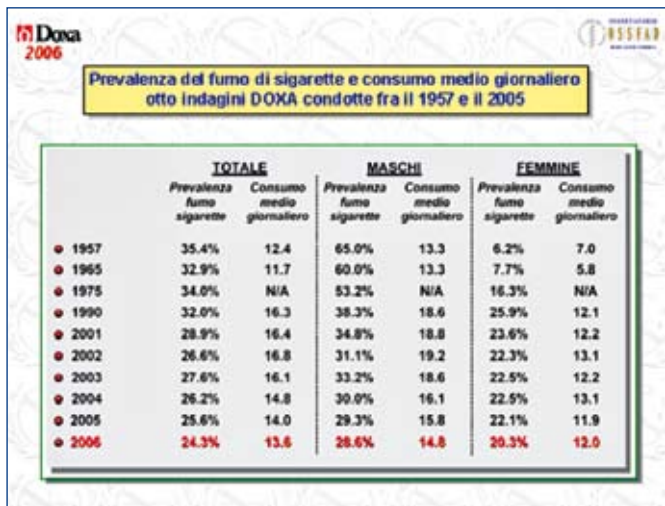 Doxa
2006
OSSFAD
Prevalenza del fumo di sigarette e consumo medio giornaliero
otto indagini DOXA condotte fra il 1957 e il 2005
TOTALE MASCHI FEMMINE
Prevalenza fumo sigarette Consumo medio giornaliero Prevalenza fumo sigarette Consumo medio giornaliero Prevalenza fumo sigarette Consumo medio giornaliero
1957 35.4% 12.4 65.0% 13.3 6.2% 7.0
1965 32.9% 11.7 60.0% 13.3 7.7% 5.8
1975 34.0% N/A 53.2% N/A 16.3% N/A
1990 32.0% 16.3 38.3% 18.6 25.9% 12.1
2001 28.9% 16.4 34.8% 18.8 23.6% 12.2
2002 26.6% 16.8 31.1% 19.2 22.3% 13.1
2003 27.6% 16.1 33.2% 18.6 22.5% 12.2
2004 26.2% 14.8 30.0% 16.1 22.5% 13.1
2005 25.6% 14.0 29.3% 15.8 22.1% 11.9
2006 24.3% 13.6 28.6% 14.8 20.3% 12.0